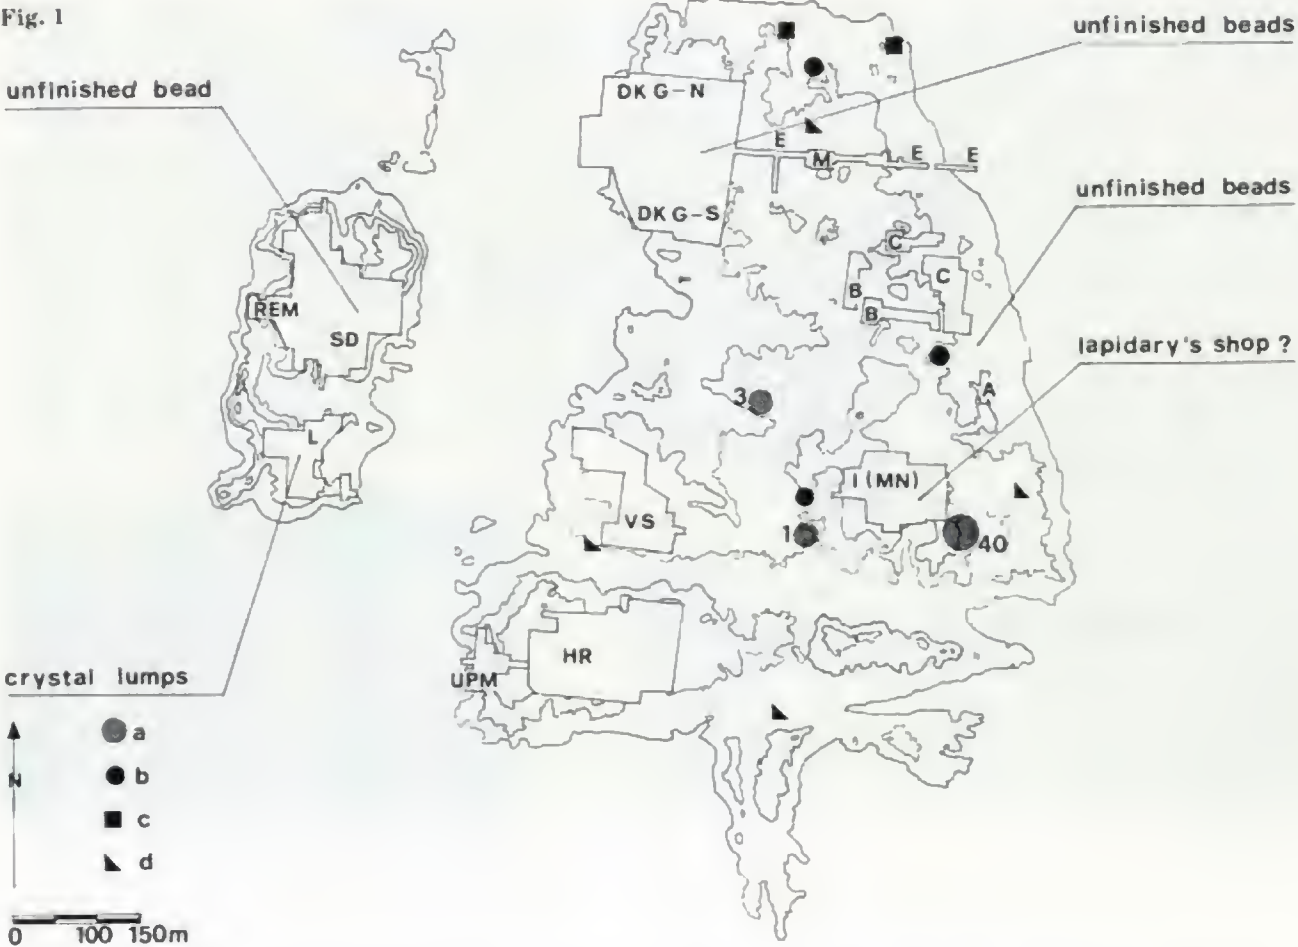 Fig. 1
unfinished beads
unfinished bead
DK G-N
E
M
E
E
unfinished beads
DK G-S
C
C
B
B
REM
SD
lapidary's shop ?
3
A
L
I (MN)
VS
1
40
HR
UPM
crystal lumps
a
N
b
c
d
0 100 150m